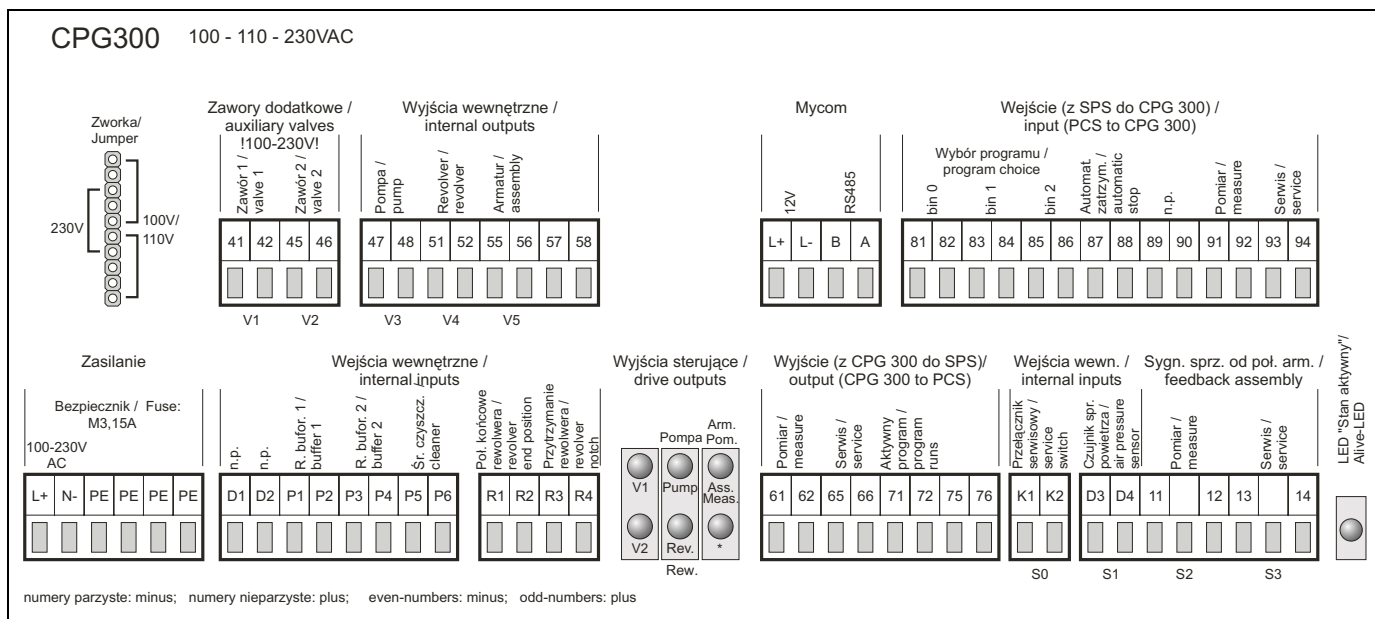 CPG300 100 - 110 - 230VAC
Zworka/
Jumper
230V
100V/
110V
Zawory dodatkowe /
auxiliary valves
!100-230V!
Zawór 1 /
valve 1
Zawór 2 /
valve 2
41 42 45 46
V1 V2
Wyjścia wewnętrzne /
internal outputs
Pompa /
pump
Revolver /
revolver
Armatur /
assembly
47 48 51 52 55 56 57 58
V3 V4 V5
Mycom
12V
RS485
L+ L- B A
Wejście (z SPS do CPG 300) /
input (PCS to CPG 300)
Wybór programu /
program choice
bin 0
bin 1
bin 2
Automat.
zatrzym. /
automatic
stop
n.p.
Pomiar /
measure
Serwis /
service
81 82 83 84 85 86 87 88 89 90 91 92 93 94
Zasilanie
Bezpiecznik / Fuse:
M3,15A
100-230V
AC
L+ N- PE PE PE PE
Wejścia wewnętrzne /
internal inputs
n.p.
n.p.
R. bufor. 1 /
buffer 1
R. bufor. 2 /
buffer 2
Śr. czyszcz. /
cleaner
D1 D2 P1 P2 P3 P4 P5 P6
Poł. końcowe
rewolwera /
revolver
end position
Przytrzymanie
rewolwera /
revolver
notch
R1 R2 R3 R4
Wyjścia sterujące /
drive outputs
Pompa
Arm.
Pom.
V1 Pump Ass.
Meas.
V2 Rev. *
Rew.
Wyjście (z CPG 300 do SPS)/
output (CPG 300 to PCS)
Pomiar /
measure
Serwis /
service
Aktywny
program /
program
runs
61 62 65 66 71 72 75 76
Wejścia wewn. /
internal inputs
Przełącznik
serwisowy /
service
switch
K1 K2
S0
Sygn. sprz. od poł. arm. /
feedback assembly
Czujnik spr.
powetrza /
air pressure
sensor
Pomiar /
measure
Serwis /
service
D3 D4 11 12 13 14
S1 S2 S3
LED "Stan aktywny"/
Alive-LED
numery parzyste: minus; numery nieparzyste: plus; even-numbers: minus; odd-numbers: plus